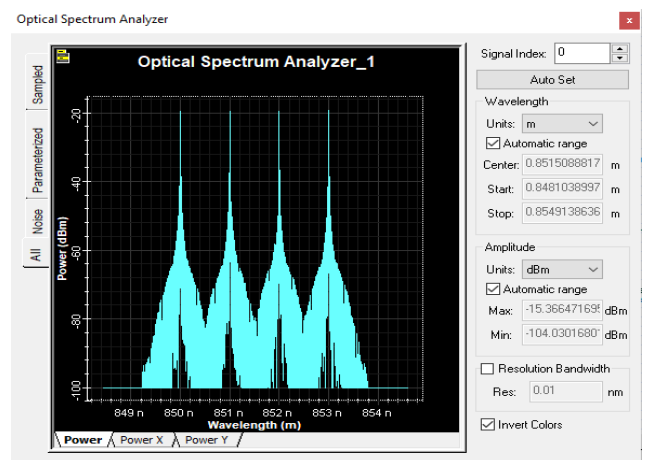 Optical Spectrum Analyzer
x
Sampled
Parameterized
Noise
All
Optical Spectrum Analyzer_1
Power (dBm)
-20
-40
-60
-80
-100
849 n 850 n 851 n 852 n 853 n 854 n
Wavelength (m)
Power Power X Power Y
Signal Index: 0
Auto Set
Wavelength
Units: m
Automatic range
Center: 0.8515088817 m
Start: 0.8481038997 m
Stop: 0.8549138636 m
Amplitude
Units: dBm
Automatic range
Max: -15.366471695 dBm
Min: -104.0301680 dBm
Resolution Bandwidth
Res: 0.01 nm
Invert Colors